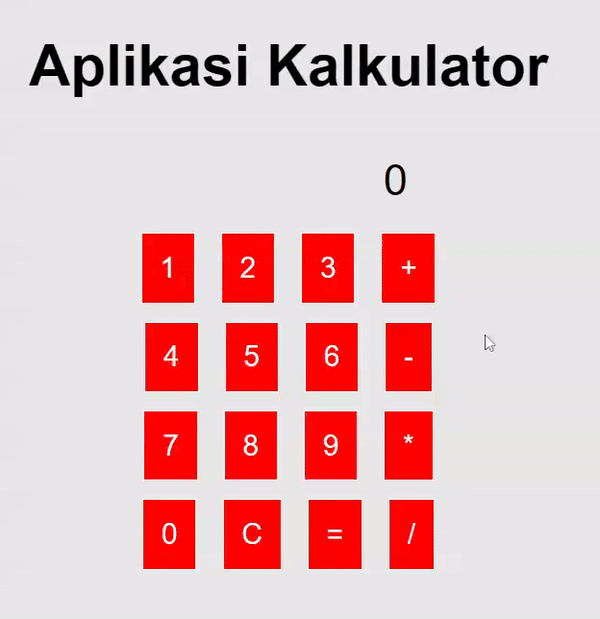 Aplikasi Kalkulator
0
1 2 3 +
4 5 6 -
7 8 9 *
0 C = /